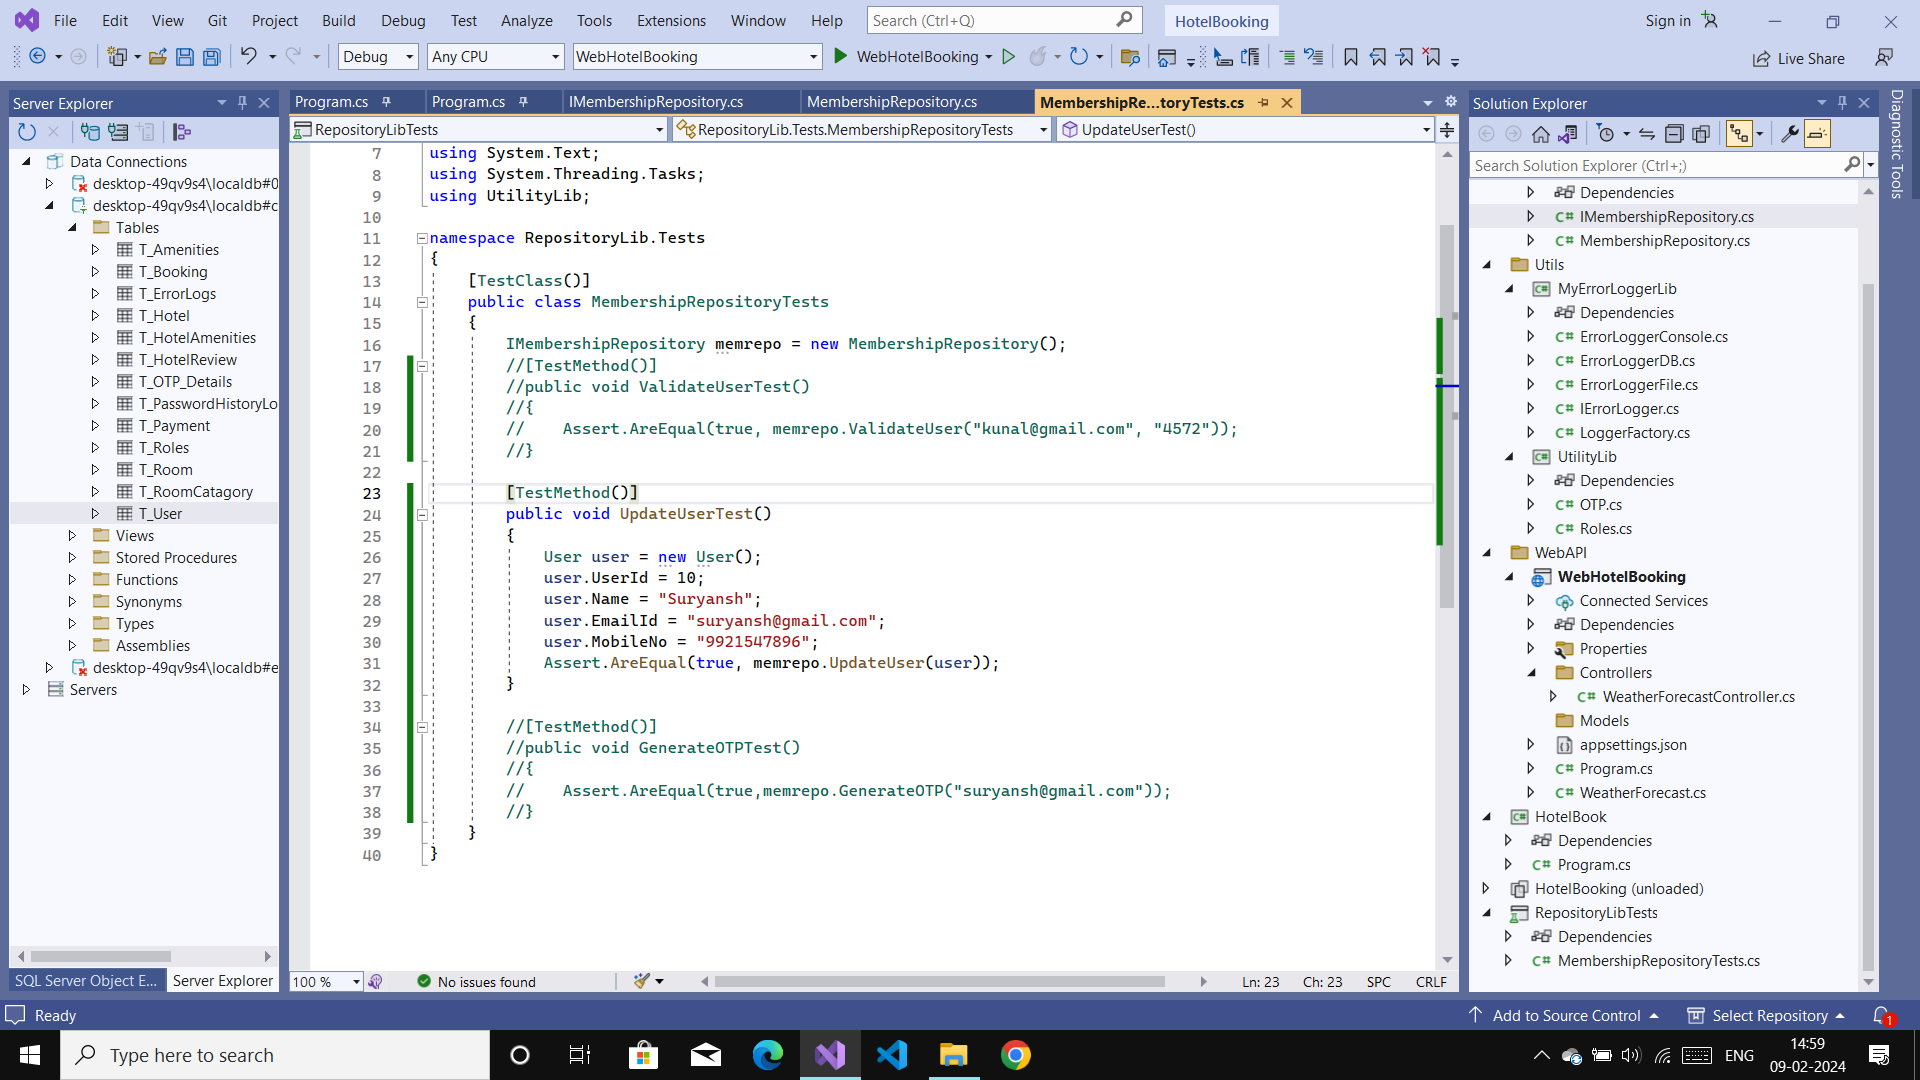 File Edit View Git Project Build Debug Test Analyze Tools Extensions Window Help Search (Ctrl+Q) HotelBooking Sign in
Debug Any CPU WebHotelBooking WebHotelBooking Live Share
Server Explorer
Data Connections
desktop-49qv9s4\localdb#0
desktop-49qv9s4\localdb#c
Tables
T_Amenities
T_Booking
T_ErrorLogs
T_Hotel
T_HotelAmenities
T_HotelReview
T_OTP_Details
T_PasswordHistoryLo
T_Payment
T_Roles
T_Room
T_RoomCatagory
T_User
Views
Stored Procedures
Functions
Synonyms
Types
Assemblies
desktop-49qv9s4\localdb#e
Servers
SQL Server Object E... Server Explorer
Program.cs Program.cs IMembershipRepository.cs MembershipRepository.cs MembershipRe...toryTests.cs
RepositoryLibTests RepositoryLib.Tests.MembershipRepositoryTests UpdateUserTest()
7 using System.Text;
8 using System.Threading.Tasks;
9 using UtilityLib;
10
11 namespace RepositoryLib.Tests
12 {
13 [TestClass()]
14 public class MembershipRepositoryTests
15 {
16 IMembershipRepository memrepo = new MembershipRepository();
17 //[TestMethod()]
18 //public void ValidateUserTest()
19 //{
20 // Assert.AreEqual(true, memrepo.ValidateUser("kunal@gmail.com", "4572"));
21 //}
22
23 [TestMethod()]
24 public void UpdateUserTest()
25 {
26 User user = new User();
27 user.UserId = 10;
28 user.Name = "Suryansh";
29 user.EmailId = "suryansh@gmail.com";
30 user.MobileNo = "9921547896";
31 Assert.AreEqual(true, memrepo.UpdateUser(user));
32 }
33
34 //[TestMethod()]
35 //public void GenerateOTPTest()
36 //{
37 // Assert.AreEqual(true,memrepo.GenerateOTP("suryansh@gmail.com"));
38 //}
39 }
40 }
100 % No issues found Ln: 23 Ch: 23 SPC CRLF
Solution Explorer
Search Solution Explorer (Ctrl+;)
Dependencies
C# IMembershipRepository.cs
C# MembershipRepository.cs
Utils
C# MyErrorLoggerLib
Dependencies
C# ErrorLoggerConsole.cs
C# ErrorLoggerDB.cs
C# ErrorLoggerFile.cs
C# IErrorLogger.cs
C# LoggerFactory.cs
C# UtilityLib
Dependencies
C# OTP.cs
C# Roles.cs
WebAPI
WebHotelBooking
Connected Services
Dependencies
Properties
Controllers
C# WeatherForecastController.cs
Models
appsettings.json
C# Program.cs
C# WeatherForecast.cs
C# HotelBook
Dependencies
C# Program.cs
HotelBooking (unloaded)
RepositoryLibTests
Dependencies
C# MembershipRepositoryTests.cs
Diagnostic Tools
Ready Add to Source Control Select Repository 1
Type here to search ENG 14:59
09-02-2024